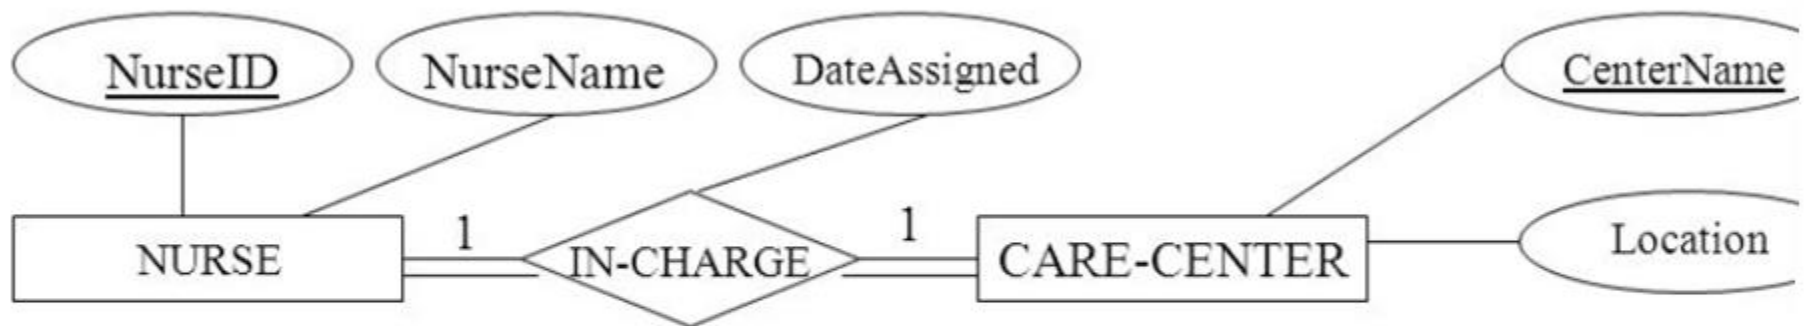 NurseID
NurseName
DateAssigned
CenterName
NURSE
1
IN-CHARGE
1
CARE-CENTER
Location